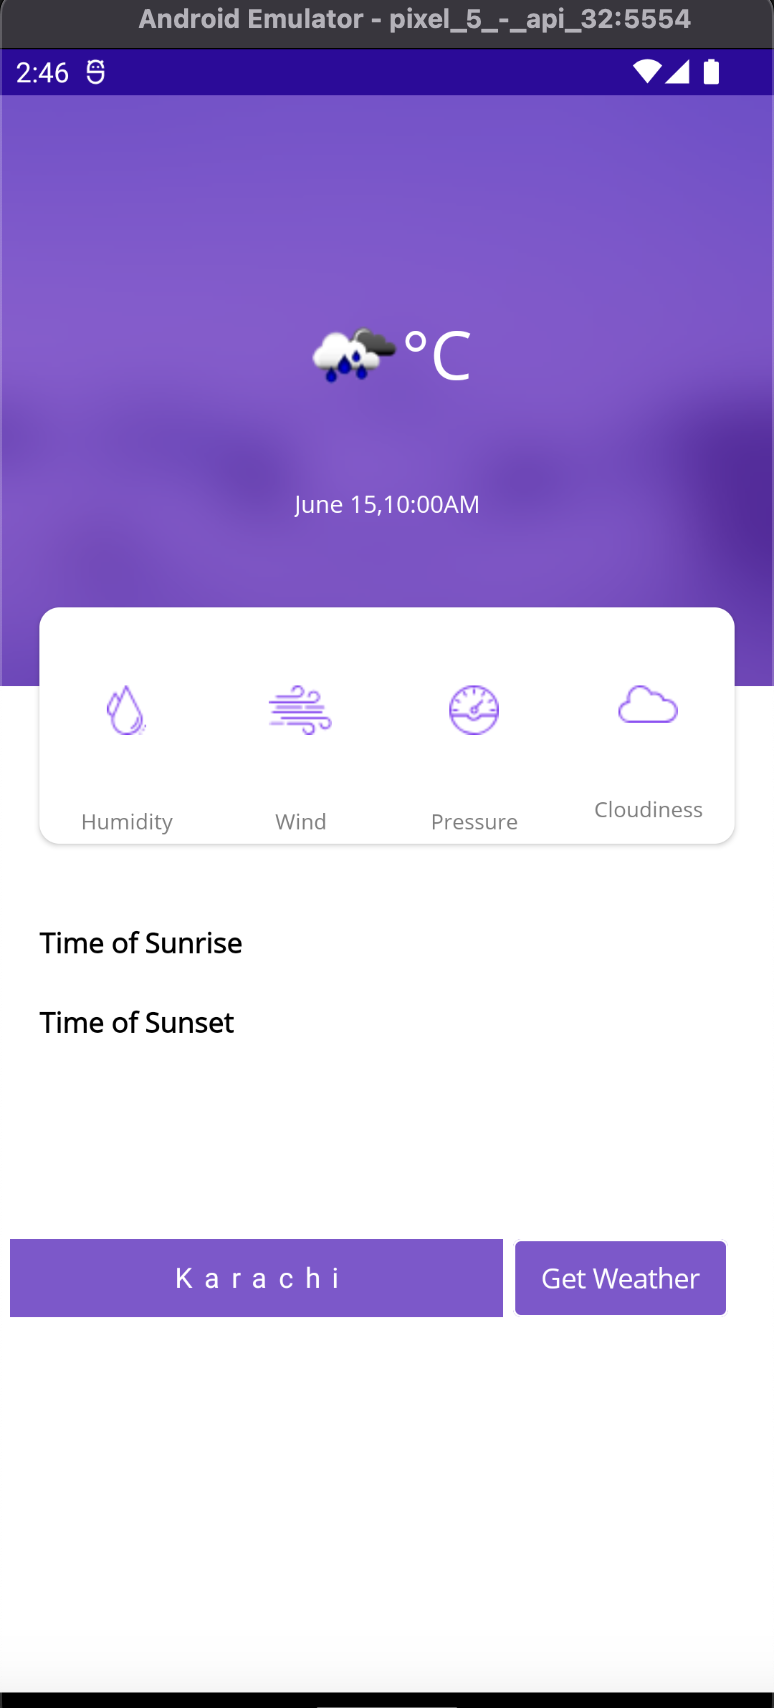 Android Emulator - pixel_5_-_api_32:5554
2:46
°C
June 15,10:00AM
Humidity Wind Pressure Cloudiness
Time of Sunrise
Time of Sunset
Karachi Get Weather